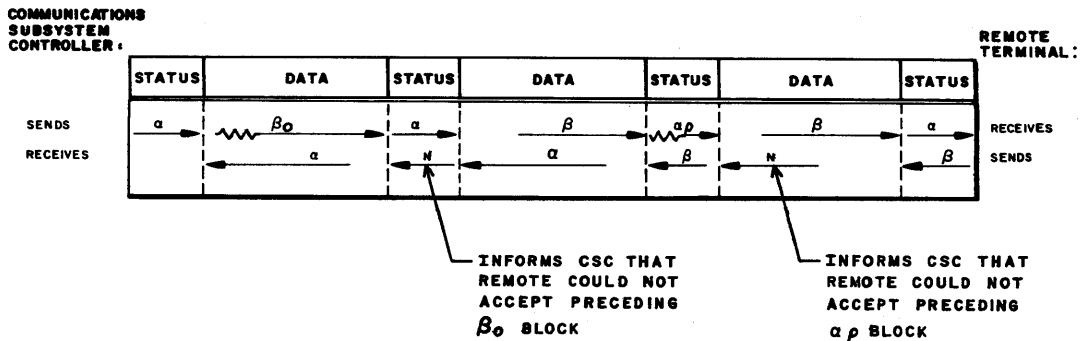 COMMUNICATIONS
SUBSYSTEM
CONTROLLER:
REMOTE
TERMINAL:
STATUS DATA STATUS DATA STATUS DATA STATUS
SENDS α β₀ α β αρ β α RECEIVES
RECEIVES α N α β N β SENDS
INFORMS CSC THAT
REMOTE COULD NOT
ACCEPT PRECEDING
β₀ BLOCK
INFORMS CSC THAT
REMOTE COULD NOT
ACCEPT PRECEDING
αρ BLOCK